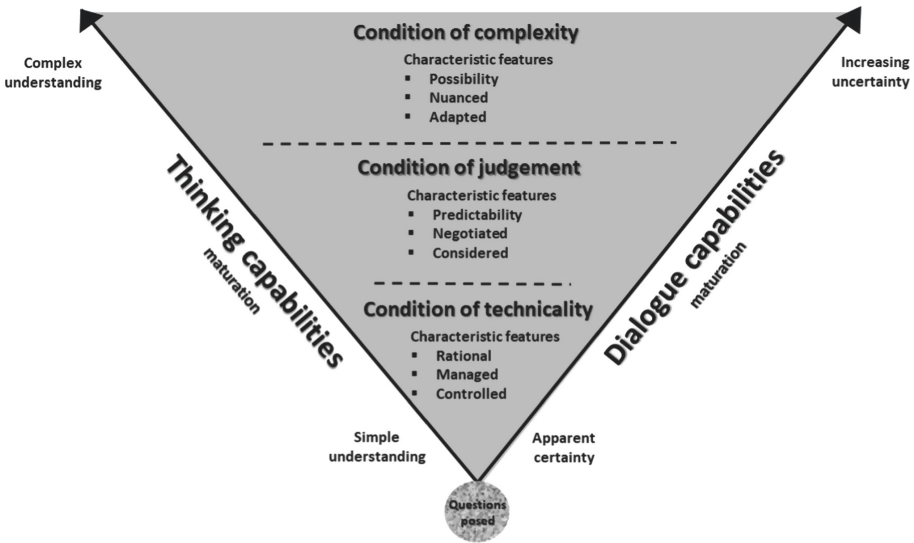 Condition of complexity
Characteristic features
▪ Possibility
▪ Nuanced
▪ Adapted
Complex
understanding
Increasing
uncertainty
Condition of judgement
Characteristic features
▪ Predictability
▪ Negotiated
▪ Considered
Thinking capabilities
maturation
Dialogue capabilities
maturation
Condition of technicality
Characteristic features
▪ Rational
▪ Managed
▪ Controlled
Simple
understanding
Apparent
certainty
Questions
posed